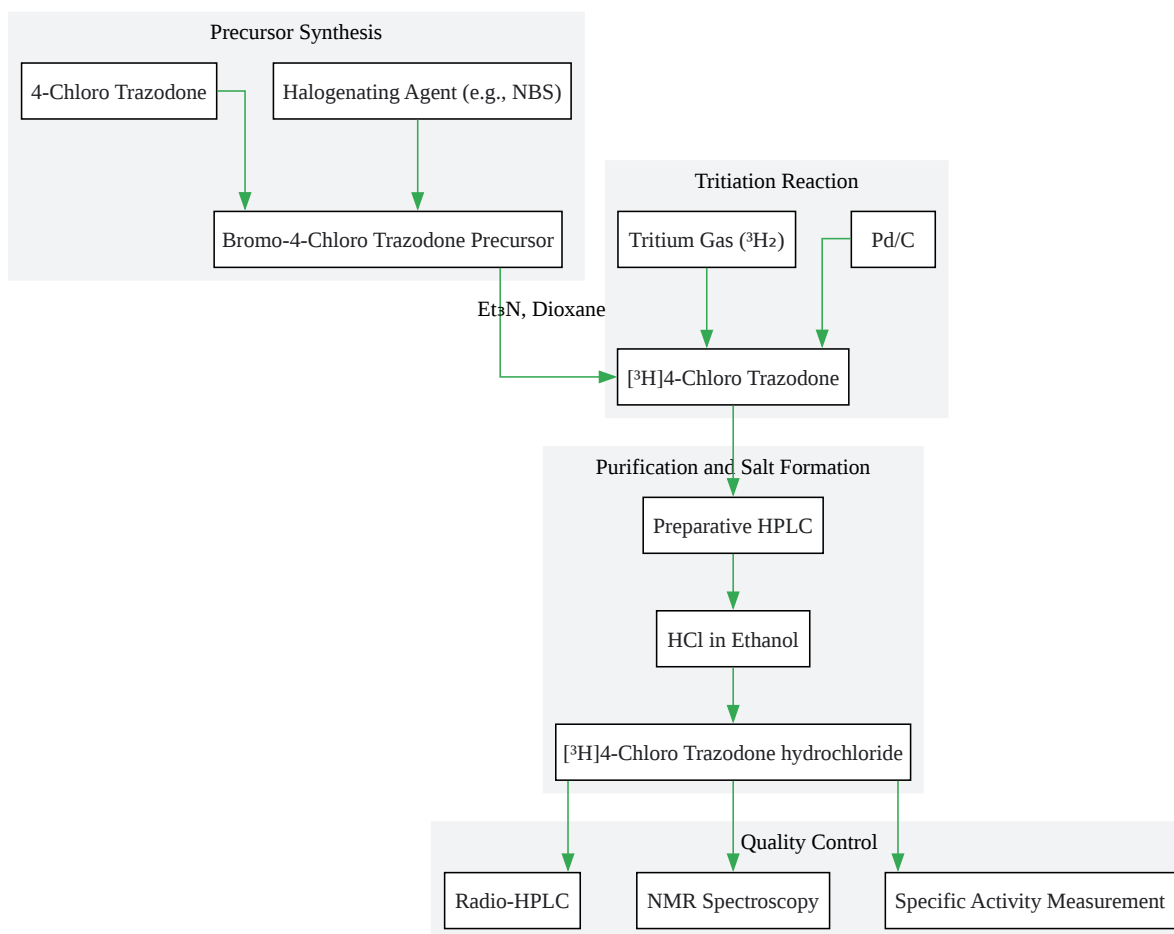 Precursor Synthesis
4-Chloro Trazodone
Halogenating Agent (e.g., NBS)
Bromo-4-Chloro Trazodone Precursor
Tritiation Reaction
Tritium Gas (³H₂)
Pd/C
Et₃N, Dioxane
[³H]4-Chloro Trazodone
Purification and Salt Formation
Preparative HPLC
HCl in Ethanol
[³H]4-Chloro Trazodone hydrochloride
Quality Control
Radio-HPLC
NMR Spectroscopy
Specific Activity Measurement